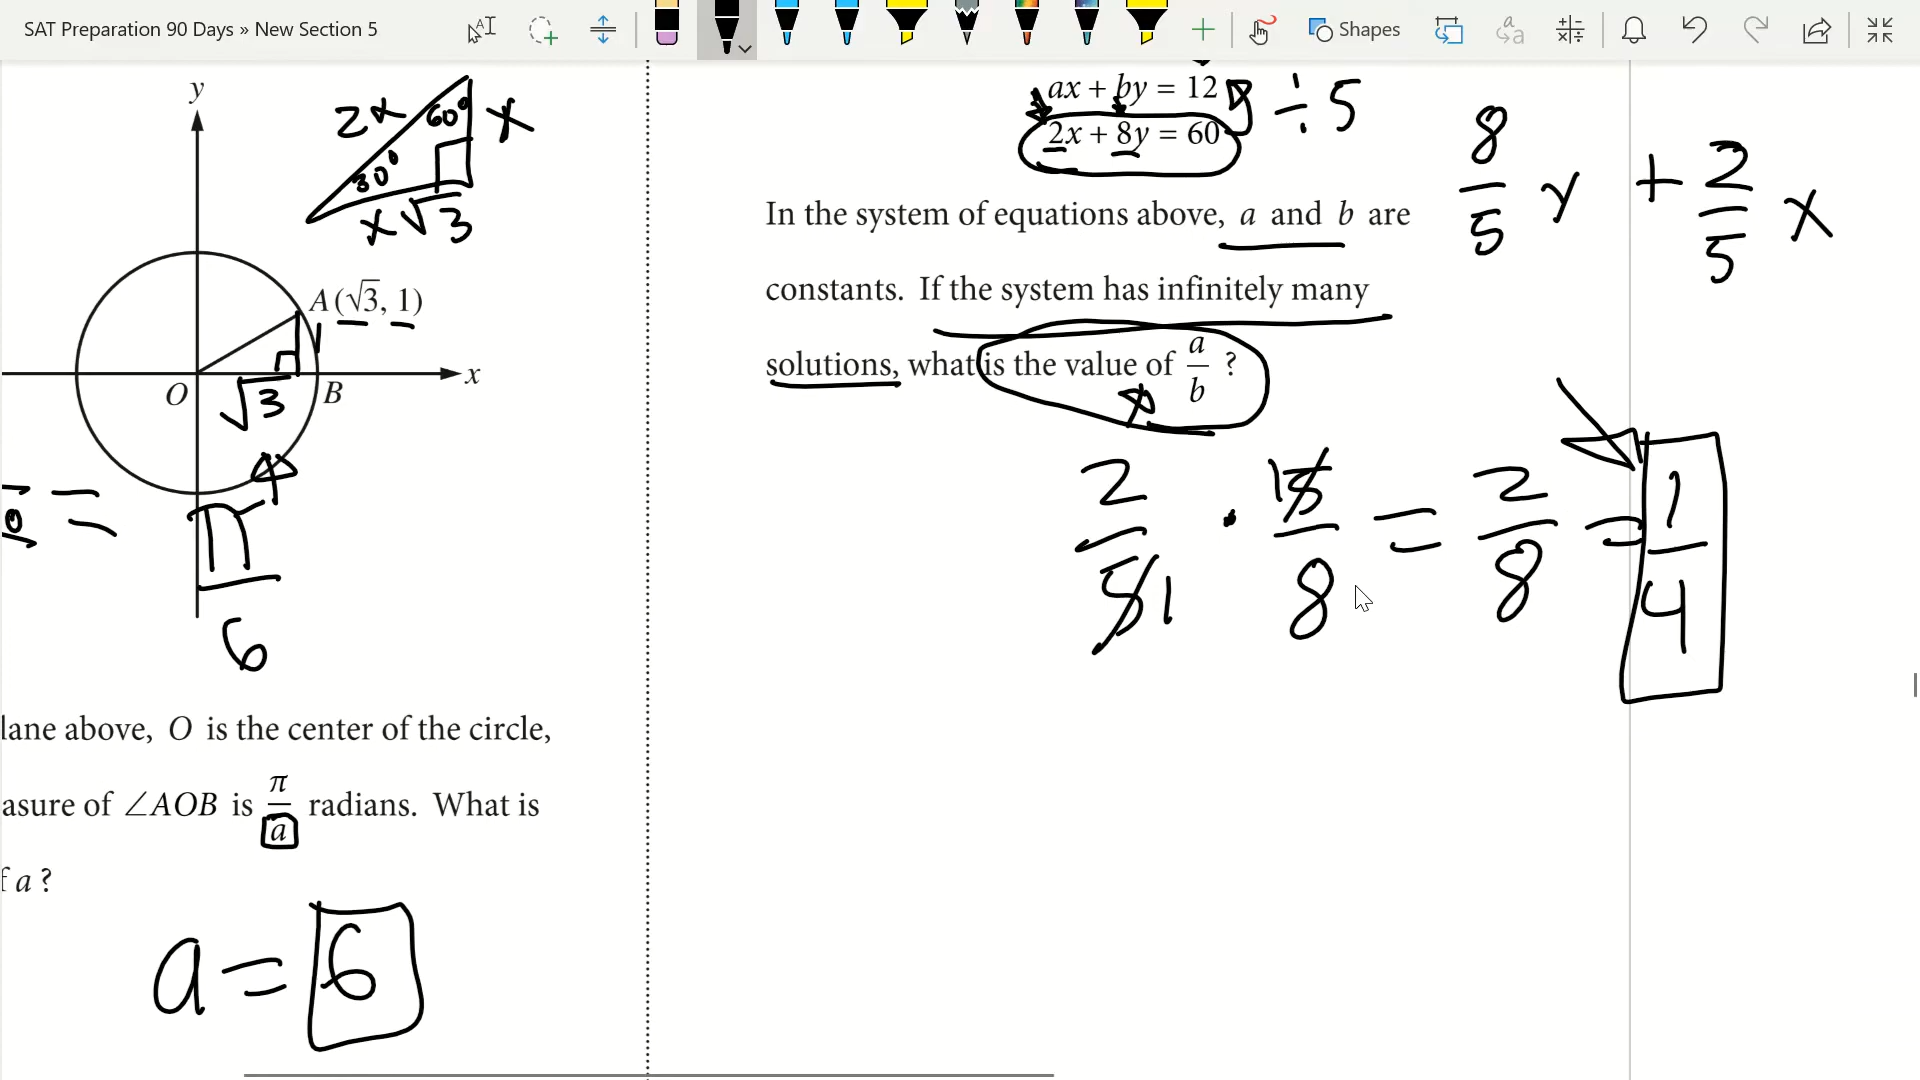 SAT Preparation 90 Days » New Section 5
Shapes
y
2x
60°
x
30°
x√3
A (√3, 1)
1
x
O
√3
B
=
π
6
lane above, O is the center of the circle,
asure of ∠AOB is π/a radians. What is
f a ?
a = 6
ax + by = 12
÷ 5
2x + 8y = 60
8/5 y + 2/5 x
In the system of equations above, a and b are
constants. If the system has infinitely many
solutions, what is the value of a/b ?
2/5 1 · 1 5/8 = 2/8 = 1/4